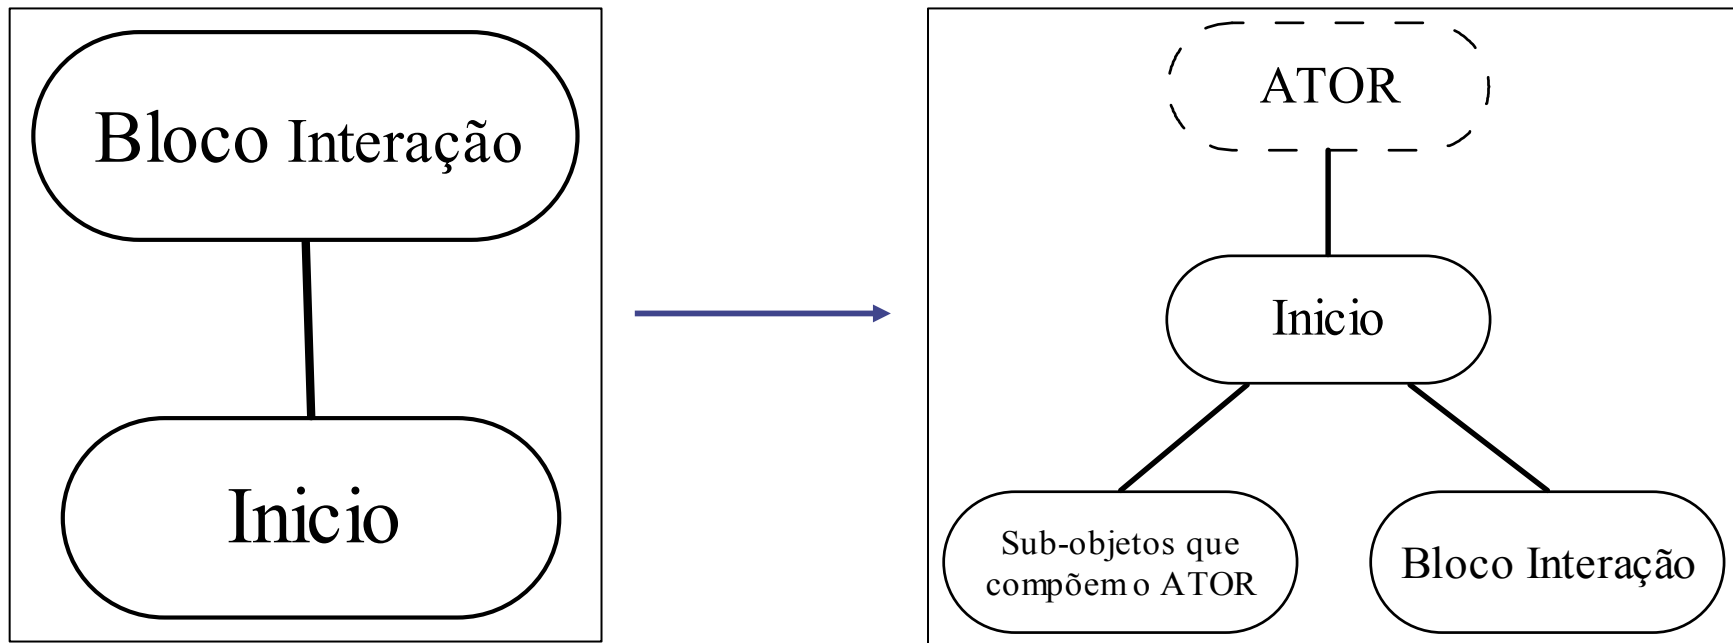 Bloco Interação
Inicio
ATOR
Inicio
Sub-objetos que
compõem o ATOR
Bloco Interação